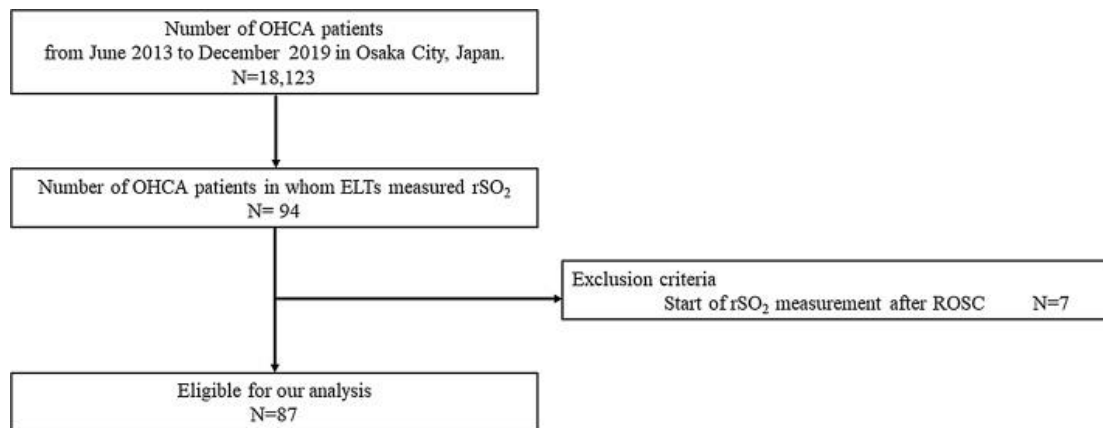 Number of OHCA patients
from June 2013 to December 2019 in Osaka City, Japan.
N=18,123
Number of OHCA patients in whom ELTs measured rSO₂
N= 94
Exclusion criteria
Start of rSO₂ measurement after ROSC N=7
Eligible for our analysis
N=87